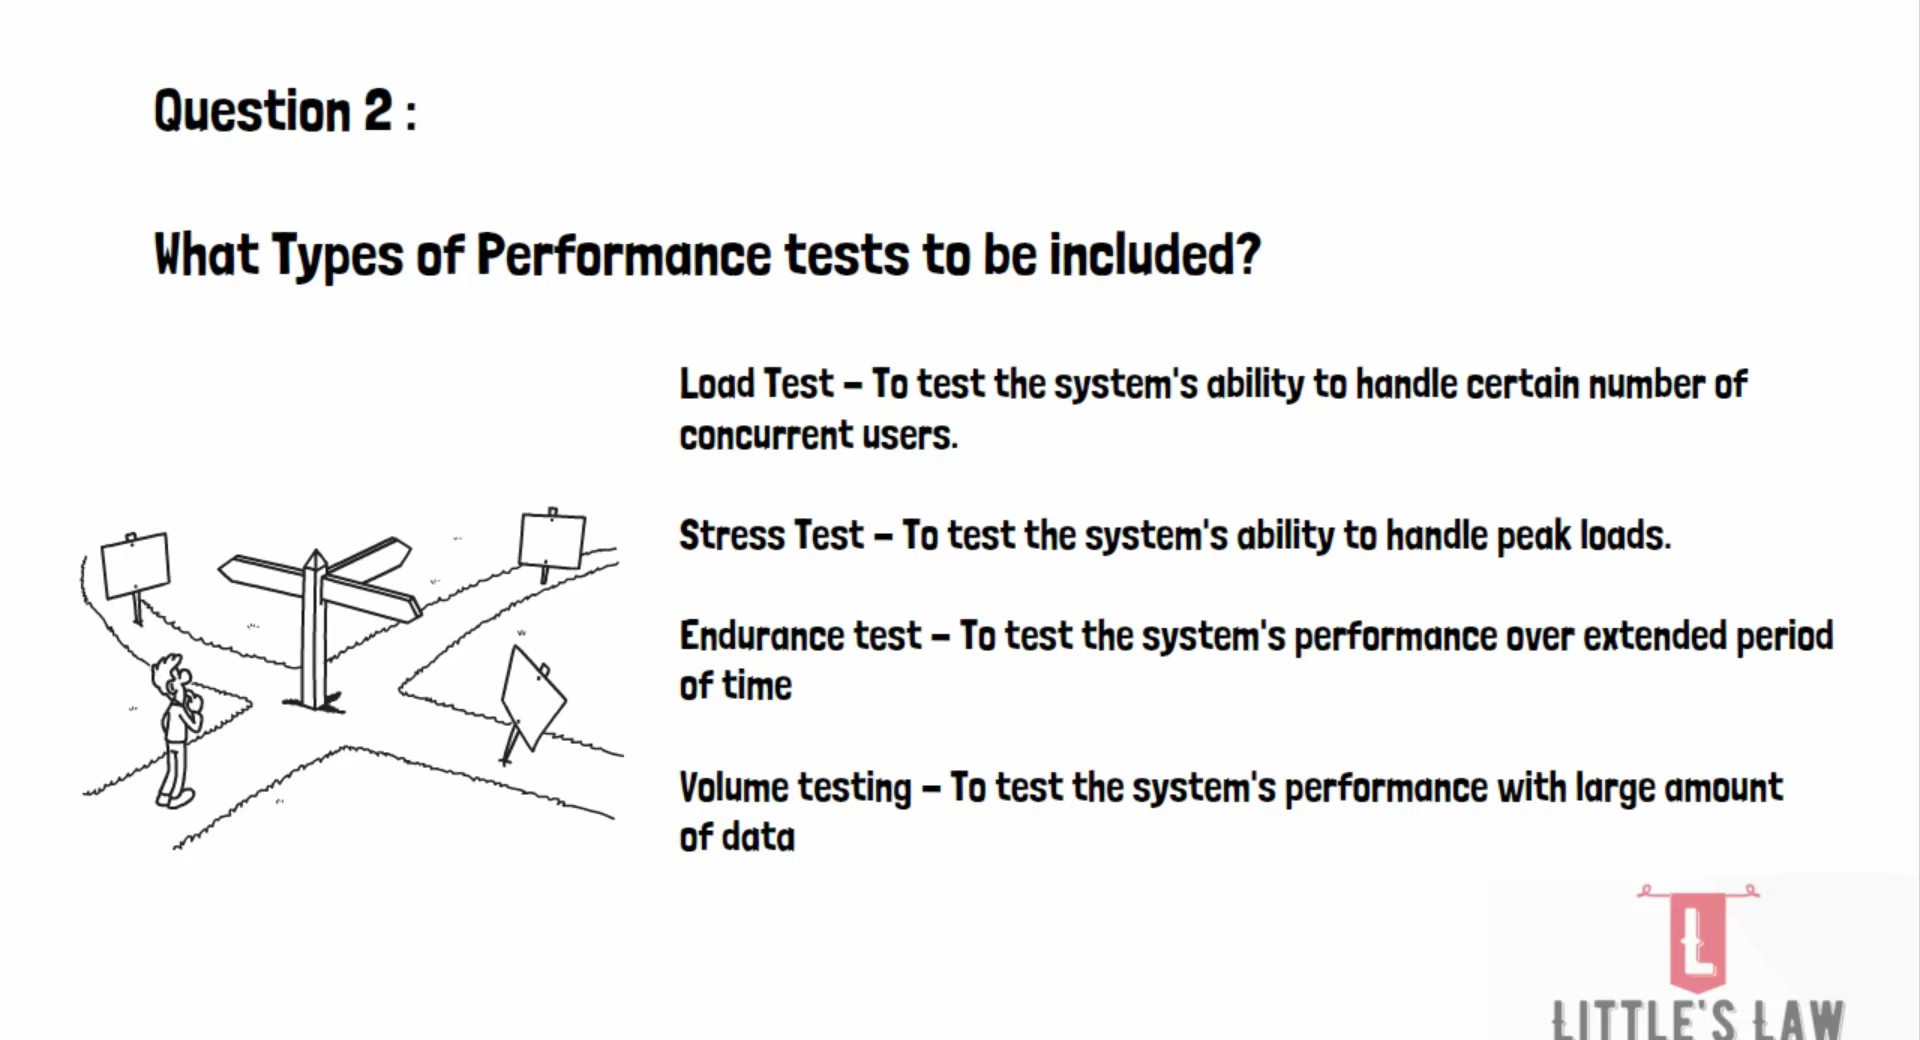 Question 2 :
What Types of Performance tests to be included?
Load Test – To test the system's ability to handle certain number of
concurrent users.
Stress Test – To test the system's ability to handle peak loads.
Endurance test – To test the system's performance over extended period
of time
Volume testing – To test the system's performance with large amount
of data
L
LITTLE'S LAW